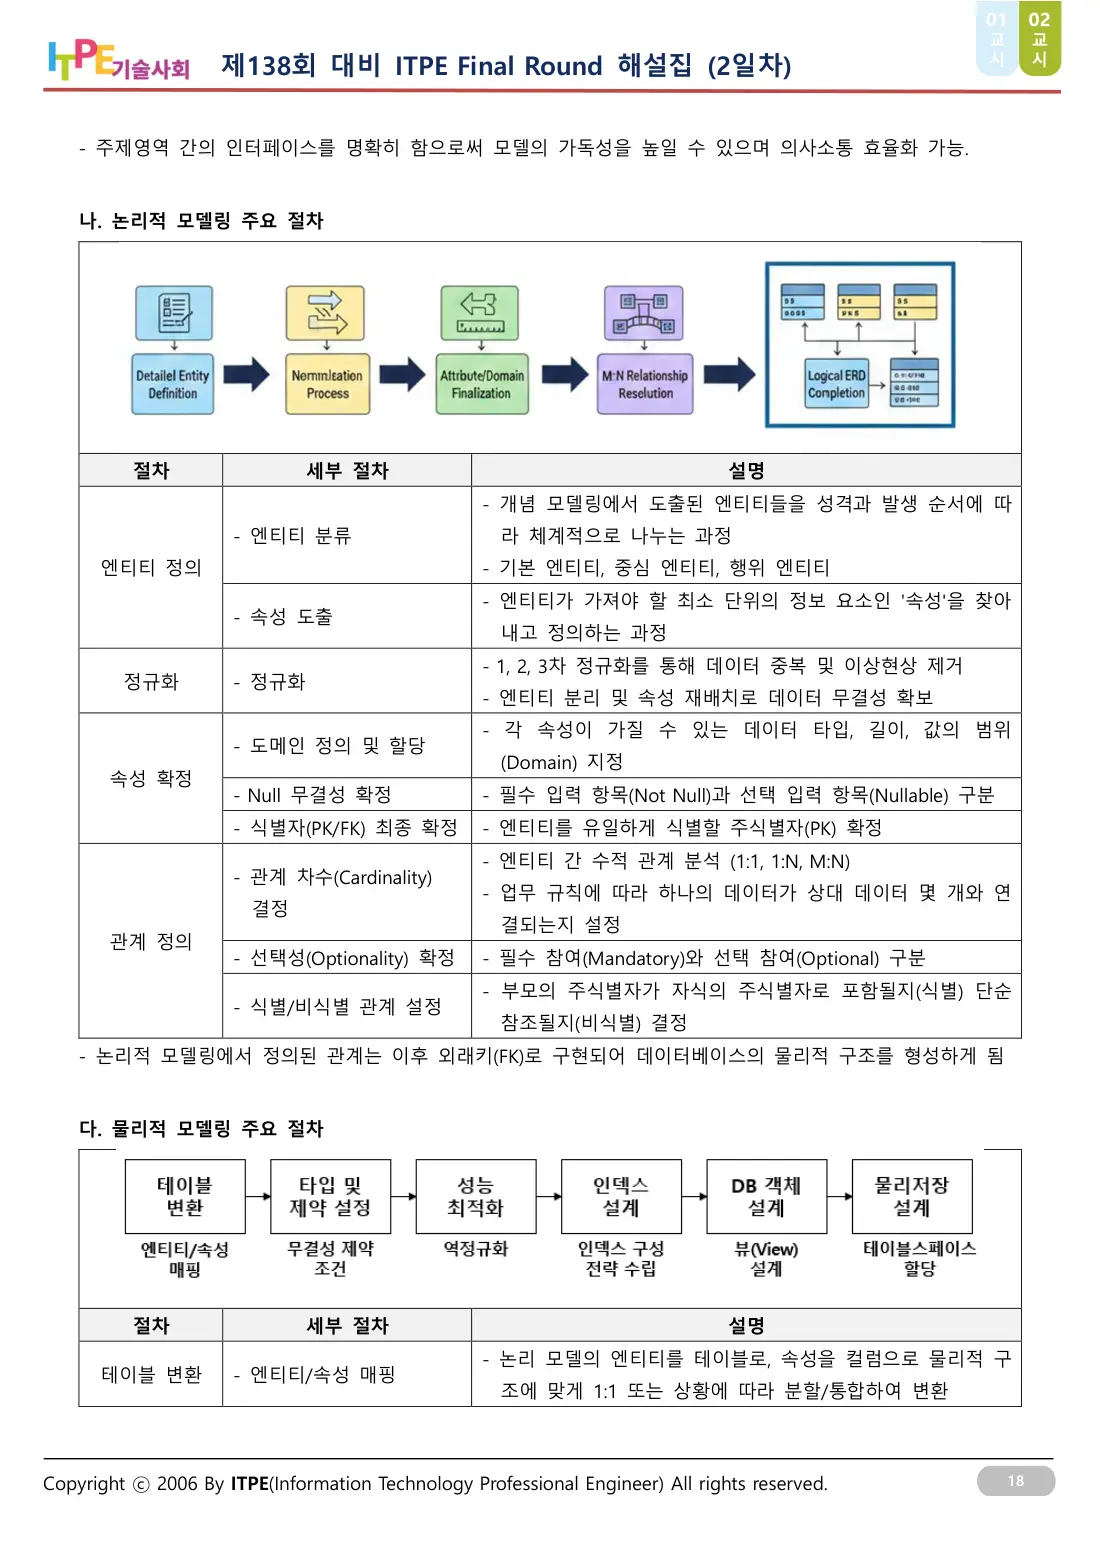 01
교
시
02
교
시
ITPE기술사회 제138회 대비 ITPE Final Round 해설집 (2일차)
- 주제영역 간의 인터페이스를 명확히 함으로써 모델의 가독성을 높일 수 있으며 의사소통 효율화 가능.
나. 논리적 모델링 주요 절차
Detailel Entity
Definition
Process
Attrbute/Domain
Finalization
M:N Relationship
Resolution
Logical ERD
Completion
절차 세부 절차 설명
엔티티 정의
- 엔티티 분류
- 개념 모델링에서 도출된 엔티티들을 성격과 발생 순서에 따
라 체계적으로 나누는 과정
- 기본 엔티티, 중심 엔티티, 행위 엔티티
- 속성 도출
- 엔티티가 가져야 할 최소 단위의 정보 요소인 '속성'을 찾아
내고 정의하는 과정
정규화
- 정규화
- 1, 2, 3차 정규화를 통해 데이터 중복 및 이상현상 제거
- 엔티티 분리 및 속성 재배치로 데이터 무결성 확보
속성 확정
- 도메인 정의 및 할당
- 각 속성이 가질 수 있는 데이터 타입, 길이, 값의 범위
(Domain) 지정
- Null 무결성 확정
- 필수 입력 항목(Not Null)과 선택 입력 항목(Nullable) 구분
- 식별자(PK/FK) 최종 확정
- 엔티티를 유일하게 식별할 주식별자(PK) 확정
관계 정의
- 관계 차수(Cardinality)
결정
- 엔티티 간 수적 관계 분석 (1:1, 1:N, M:N)
- 업무 규칙에 따라 하나의 데이터가 상대 데이터 몇 개와 연
결되는지 설정
- 선택성(Optionality) 확정
- 필수 참여(Mandatory)와 선택 참여(Optional) 구분
- 식별/비식별 관계 설정
- 부모의 주식별자가 자식의 주식별자로 포함될지(식별) 단순
참조될지(비식별) 결정
- 논리적 모델링에서 정의된 관계는 이후 외래키(FK)로 구현되어 데이터베이스의 물리적 구조를 형성하게 됨
다. 물리적 모델링 주요 절차
테이블
변환
타입 및
제약 설정
성능
최적화
인덱스
설계
DB 객체
설계
물리저장
설계
엔티티/속성
매핑
무결성 제약
조건
역정규화
인덱스 구성
전략 수립
뷰(View)
설계
테이블스페이스
할당
절차 세부 절차 설명
테이블 변환
- 엔티티/속성 매핑
- 논리 모델의 엔티티를 테이블로, 속성을 컬럼으로 물리적 구
조에 맞게 1:1 또는 상황에 따라 분할/통합하여 변환
Copyright ⓒ 2006 By ITPE(Information Technology Professional Engineer) All rights reserved.
18